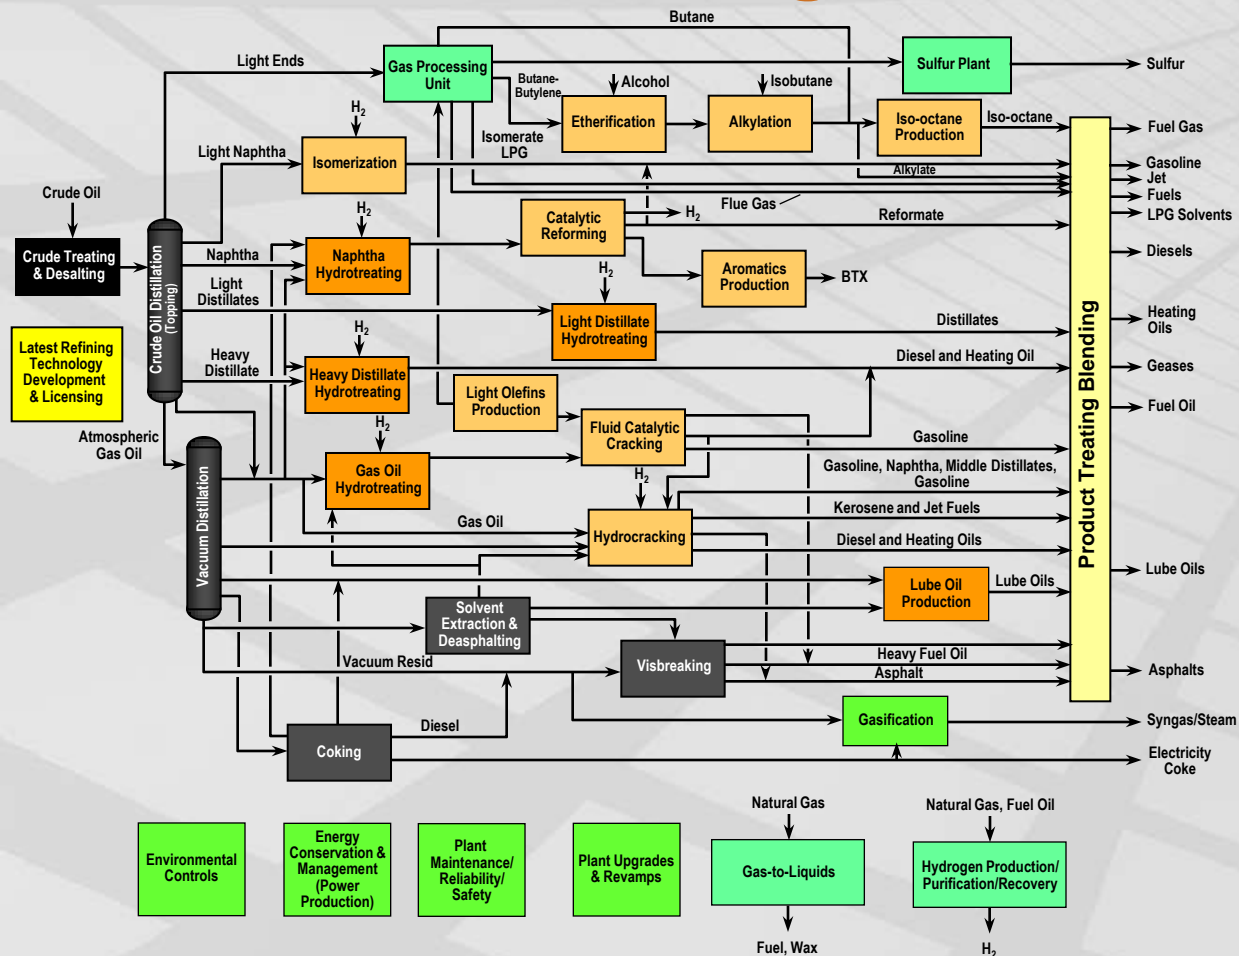 Butane
Light Ends
Gas Processing
Unit
Sulfur Plant
Sulfur
Butane-
Butylene
Alcohol
Isobutane
H2
Etherification
Alkylation
Iso-octane
Production
Iso-octane
Fuel Gas
Isomerate
LPG
Light Naphtha
Isomerization
Alkylate
Gasoline
Jet
Fuels
LPG Solvents
Crude Oil
Flue Gas
H2
Catalytic
Reforming
H2
Reformate
Crude Treating
& Desalting
Crude Oil Distillation
(Topping)
Naphtha
Naphtha
Hydrotreating
H2
Aromatics
Production
BTX
Diesels
Light
Distillates
Light Distillate
Hydrotreating
Distillates
Heating
Oils
Product Treating Blending
Latest Refining
Technology
Development
& Licensing
H2
Heavy
Distillate
Heavy Distillate
Hydrotreating
Diesel and Heating Oil
Geases
Light Olefins
Production
Fuel Oil
H2
Fluid Catalytic
Cracking
Atmospheric
Gas Oil
Gasoline
Vacuum Distillation
Gas Oil
Hydrotreating
H2
Gasoline, Naphtha, Middle Distillates,
Gasoline
Gas Oil
Hydrocracking
Kerosene and Jet Fuels
Diesel and Heating Oils
Lube Oil
Production
Lube Oils
Lube Oils
Solvent
Extraction &
Deasphalting
Vacuum Resid
Visbreaking
Heavy Fuel Oil
Asphalt
Asphalts
Gasification
Syngas/Steam
Diesel
Coking
Electricity
Coke
Natural Gas
Natural Gas, Fuel Oil
Environmental
Controls
Energy
Conservation &
Management
(Power
Production)
Plant
Maintenance/
Reliability/
Safety
Plant Upgrades
& Revamps
Gas-to-Liquids
Hydrogen Production/
Purification/Recovery
Fuel, Wax
H2